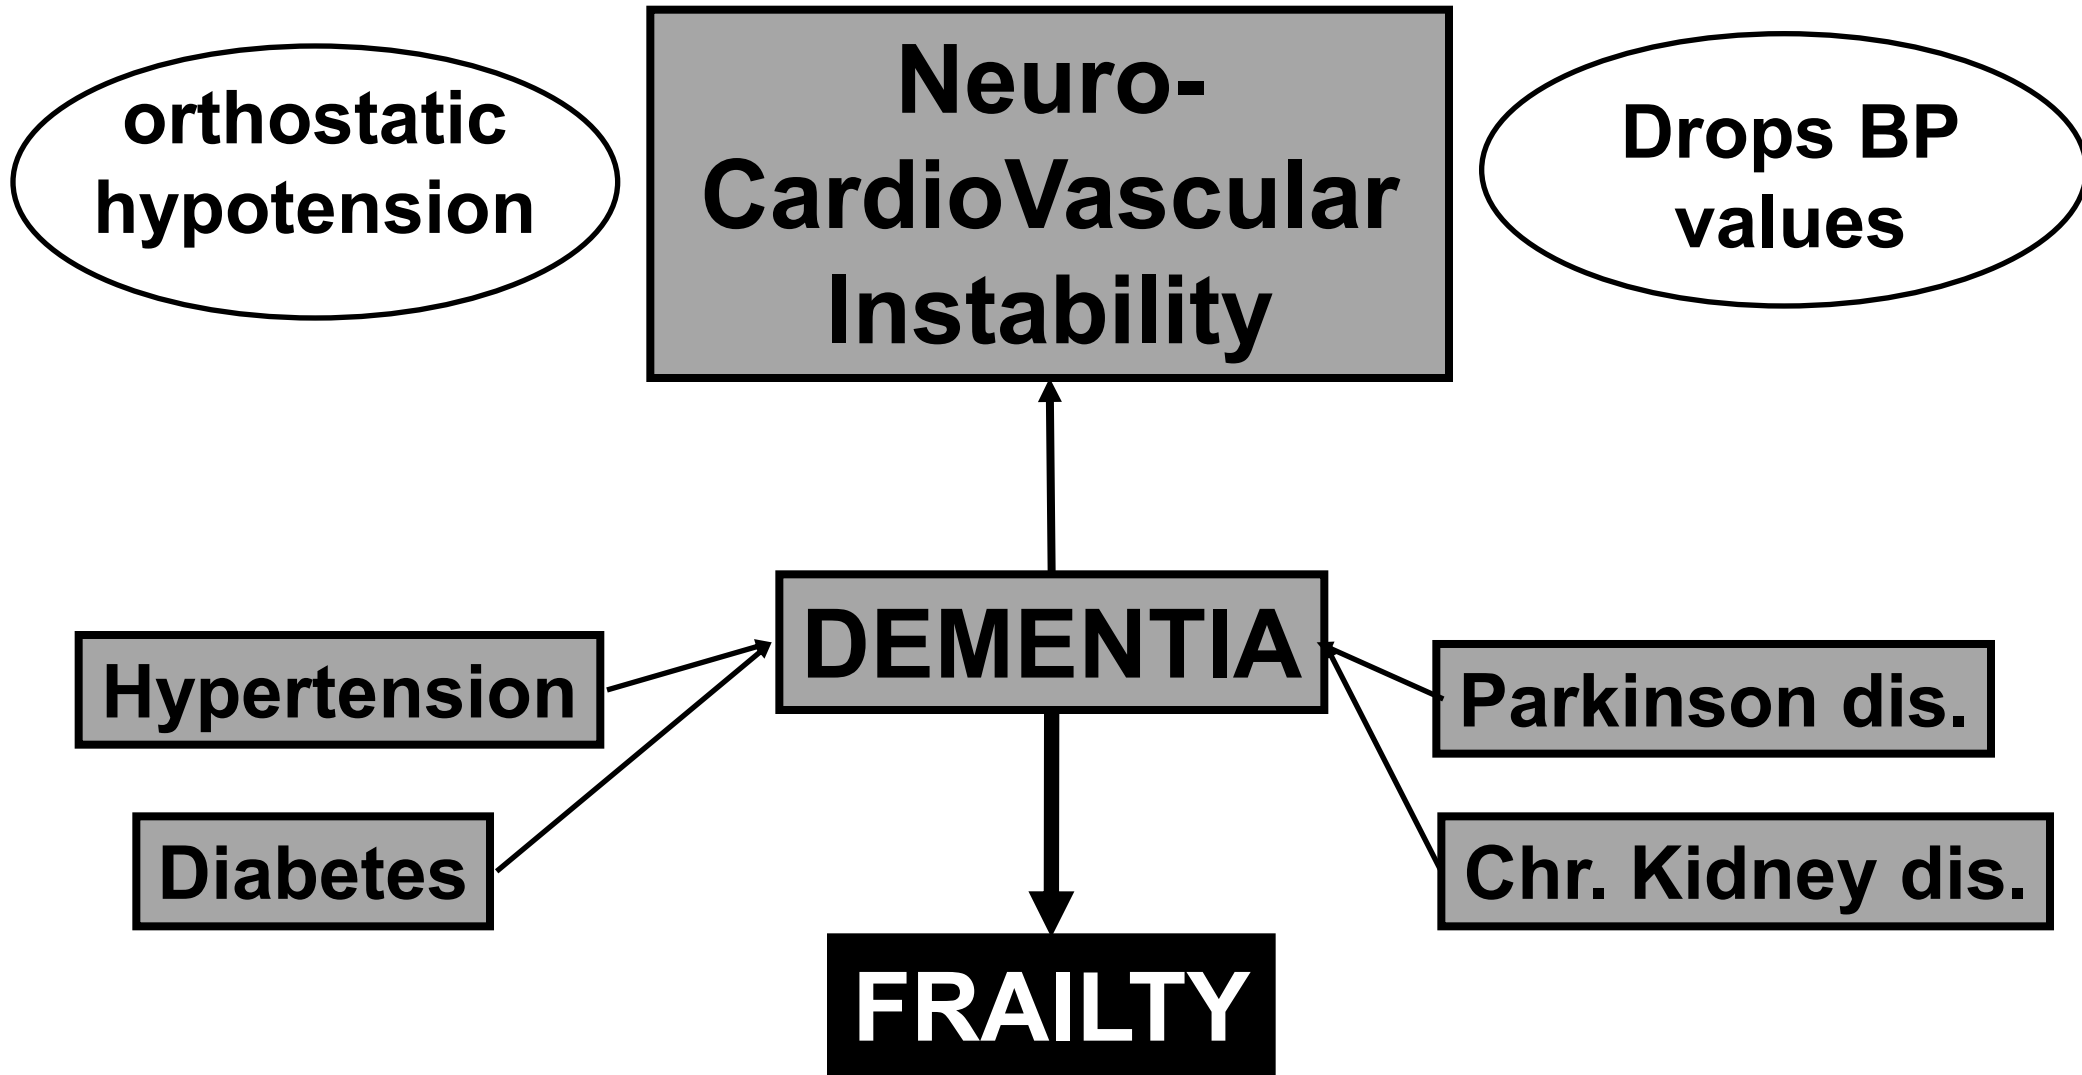 orthostatic
hypotension
Neuro-
CardioVascular
Instability
Drops BP
values
DEMENTIA
Hypertension
Parkinson dis.
Diabetes
Chr. Kidney dis.
FRAILTY